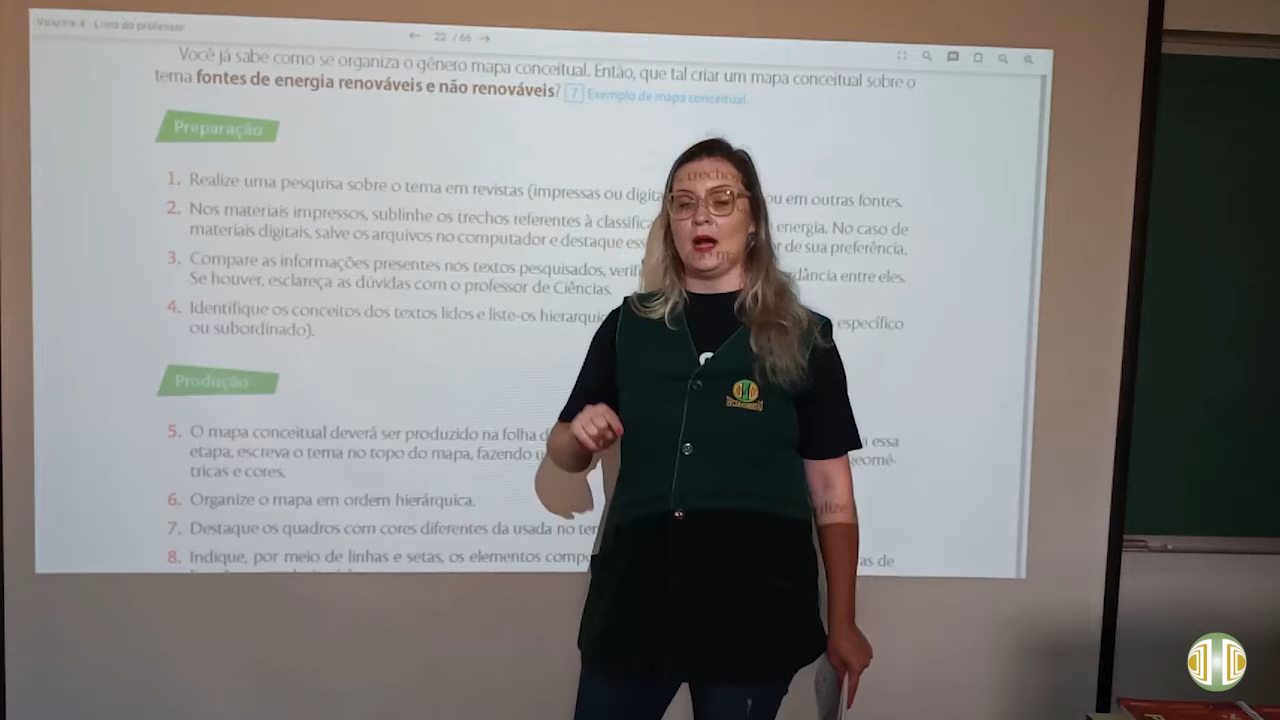 Volume 4 - Livro do professor
← 22 / 66 →
Você já sabe como se organiza o gênero mapa conceitual. Então, que tal criar um mapa conceitual sobre o
tema fontes de energia renováveis e não renováveis? 7 Exemplo de mapa conceitual.
Preparação
1. Realize uma pesquisa sobre o tema em revistas (impressas ou digita ou em outras fontes.
2. Nos materiais impressos, sublinhe os trechos referentes à classific energia. No caso de
materiais digitais, salve os arquivos no computador e destaque ess r de sua preferência.
3. Compare as informações presentes nos textos pesquisados, verifi dância entre eles.
Se houver, esclareça as dúvidas com o professor de Ciências.
4. Identifique os conceitos dos textos lidos e liste-os hierarquic específico
ou subordinado).
Produção
5. O mapa conceitual deverá ser produzido na folha d a essa
etapa, escreva o tema no topo do mapa, fazendo u eomé-
tricas e cores.
6. Organize o mapa em ordem hierárquica.
7. Destaque os quadros com cores diferentes da usada no ter
8. Indique, por meio de linhas e setas, os elementos compo as de